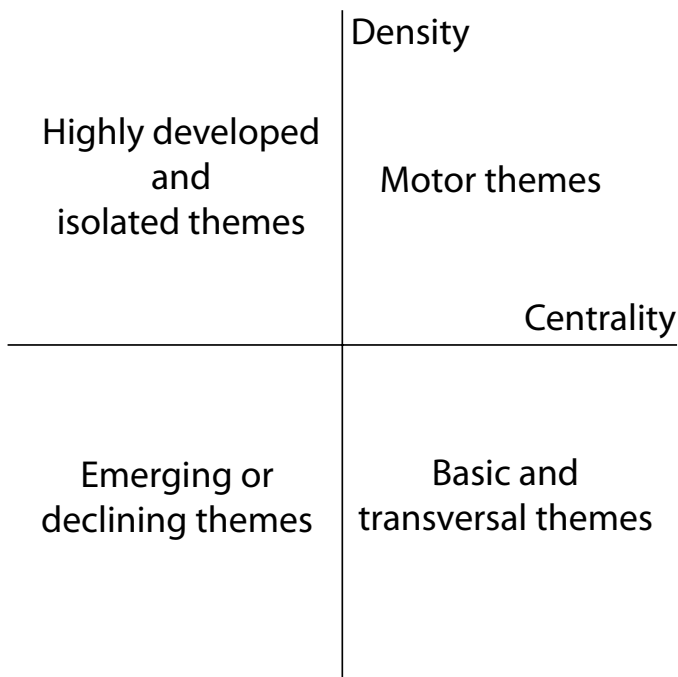 Density
Highly developed
and
isolated themes
Motor themes
Centrality
Emerging or
declining themes
Basic and
transversal themes